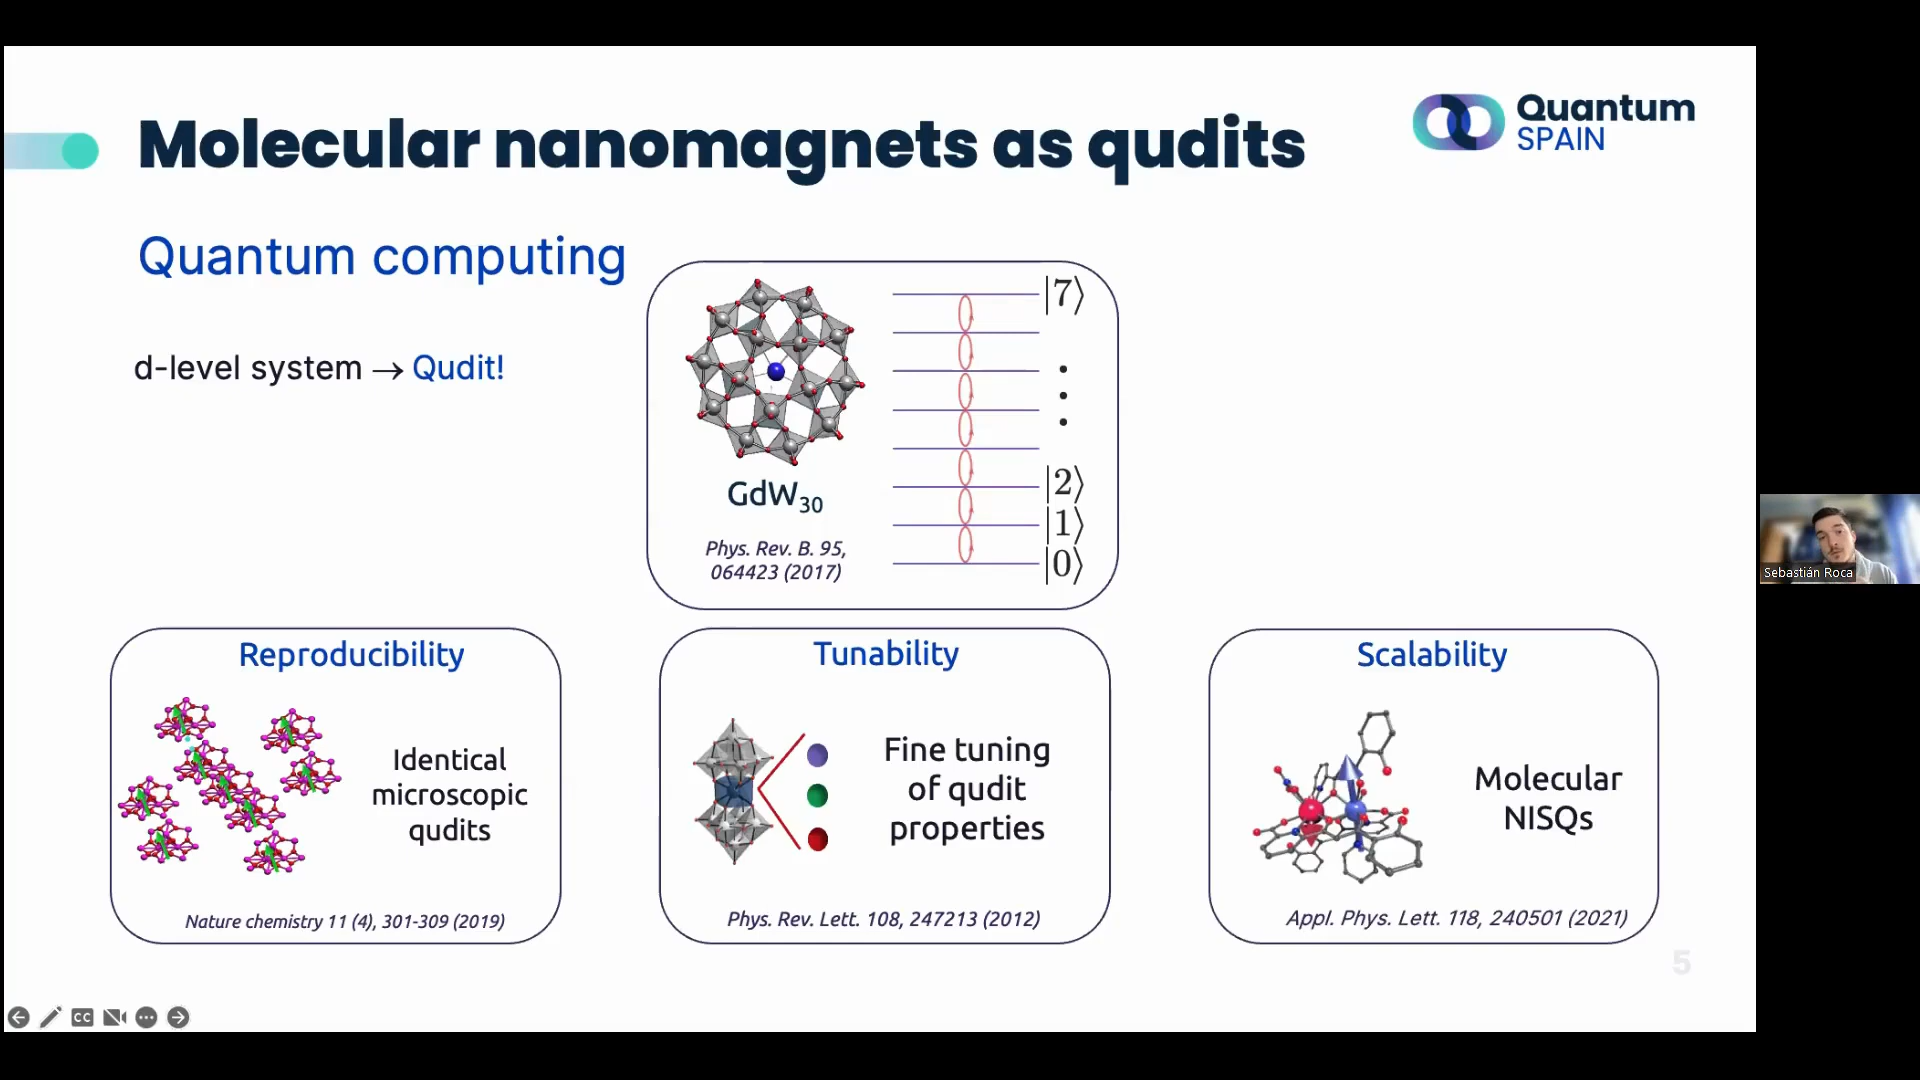 Molecular nanomagnets as qudits
Quantum
SPAIN
Quantum computing
d-level system → Qudit!
|7⟩
|2⟩
|1⟩
|0⟩
GdW30
Phys. Rev. B. 95,
064423 (2017)
Reproducibility
Identical
microscopic
qudits
Nature chemistry 11 (4), 301-309 (2019)
Tunability
Fine tuning
of qudit
properties
Phys. Rev. Lett. 108, 247213 (2012)
Scalability
Molecular
NISQs
Appl. Phys. Lett. 118, 240501 (2021)
5
CC
Sebastián Roca